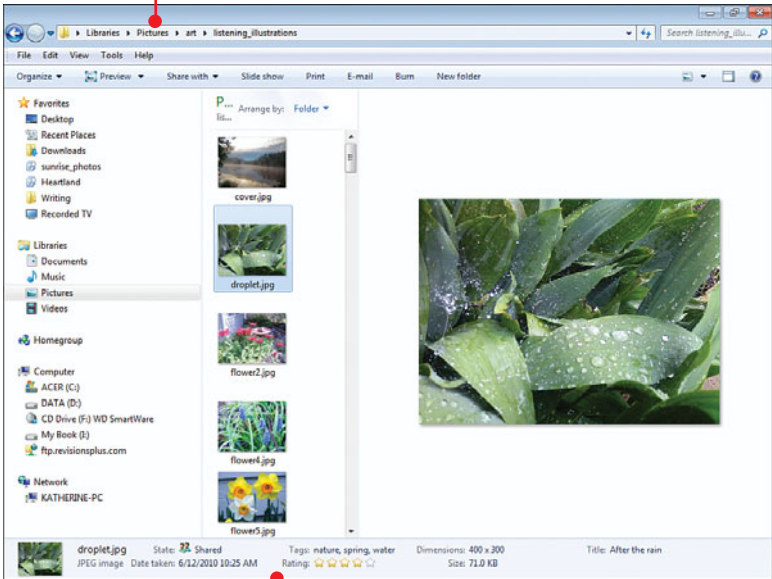 Libraries ▸ Pictures ▸ art ▸ listening_illustrations
Search listening_illu...
File Edit View Tools Help
Organize Preview Share with Slide show Print E-mail Burn New folder
Favorites
Desktop
Recent Places
Downloads
sunrise_photos
Heartland
Writing
Recorded TV
Libraries
Documents
Music
Pictures
Videos
Homegroup
Computer
ACER (C:)
DATA (D:)
CD Drive (F:) WD SmartWare
My Book (I:)
ftp.revisionsplus.com
Network
KATHERINE-PC
P...
lis...
Arrange by: Folder
cover.jpg
droplet.jpg
flower2.jpg
flower4.jpg
flower5.jpg
droplet.jpg State: Shared Tags: nature, spring, water Dimensions: 400 x 300 Title: After the rain
JPEG image Date taken: 6/12/2010 10:25 AM Rating: Size: 71.0 KB